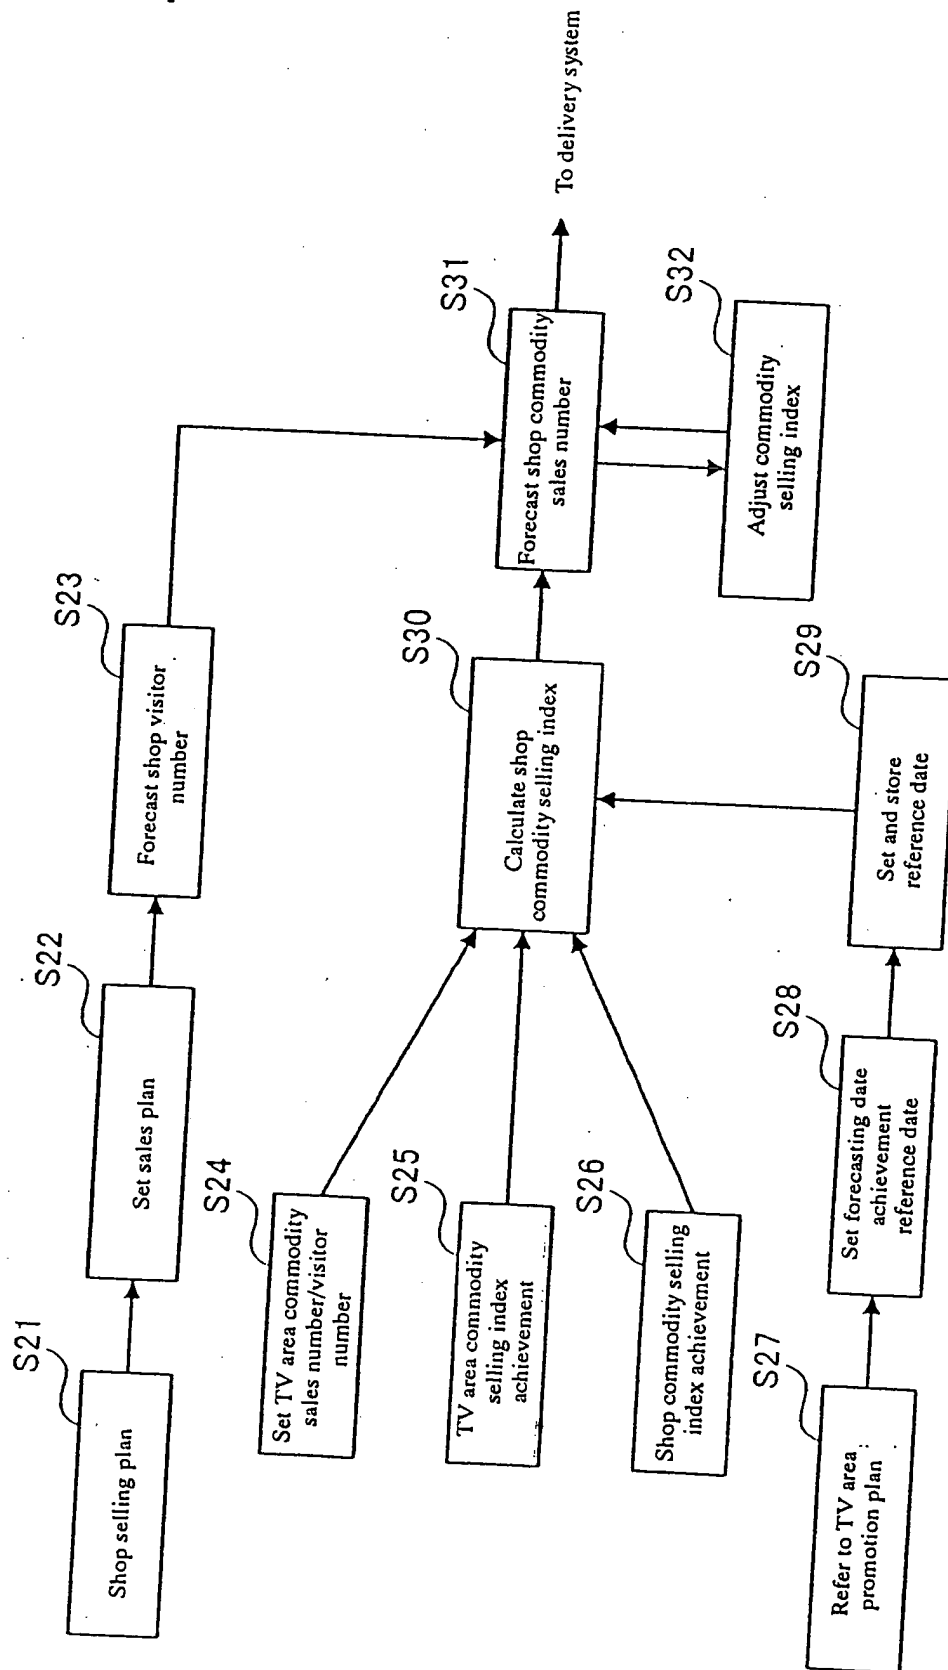 S21
Shop selling plan
S22
Set sales plan
S23
Forecast shop visitor
number
S24
Set TV area commodity
sales number/visitor
number
S25
TV area commodity
selling index
achievement
S26
Shop commodity selling
index achievement
S27
Refer to TV area
promotion plan
S28
Set forecasting date
achievement
reference date
S29
Set and store
reference date
S30
Calculate shop
commodity selling index
S31
Forecast shop commodity
sales number
To delivery system
S32
Adjust commodity
selling index